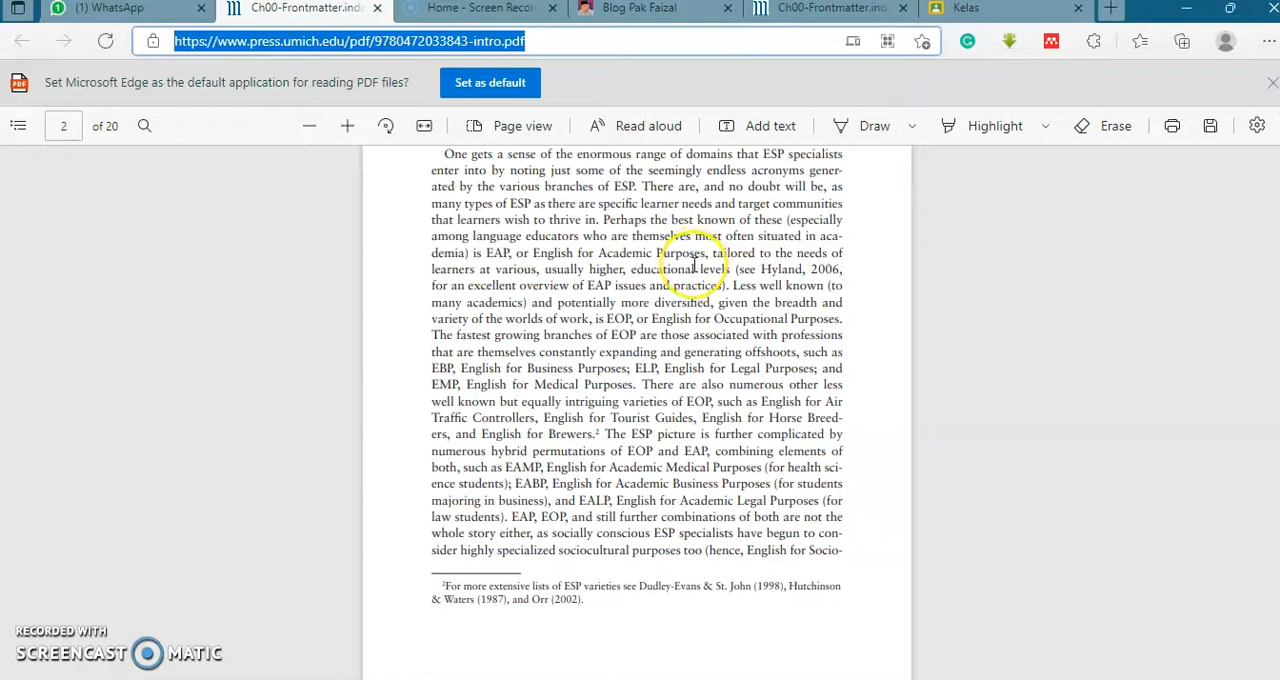 (1) WhatsApp
Ch00-Frontmatter.ind
Home - Screen Recor
Blog Pak Faizal
Ch00-Frontmatter.ind
Kelas
https://www.press.umich.edu/pdf/9780472033843-intro.pdf
Set Microsoft Edge as the default application for reading PDF files?
Set as default
2 of 20
Page view
Read aloud
Add text
Draw
Highlight
Erase
One gets a sense of the enormous range of domains that ESP specialists
enter into by noting just some of the seemingly endless acronyms gener-
ated by the various branches of ESP. There are, and no doubt will be, as
many types of ESP as there are specific learner needs and target communities
that learners wish to thrive in. Perhaps the best known of these (especially
among language educators who are themselves most often situated in aca-
demia) is EAP, or English for Academic Purposes, tailored to the needs of
learners at various, usually higher, educational levels (see Hyland, 2006,
for an excellent overview of EAP issues and practices). Less well known (to
many academics) and potentially more diversified, given the breadth and
variety of the worlds of work, is EOP, or English for Occupational Purposes.
The fastest growing branches of EOP are those associated with professions
that are themselves constantly expanding and generating offshoots, such as
EBP, English for Business Purposes; ELP, English for Legal Purposes; and
EMP, English for Medical Purposes. There are also numerous other less
well known but equally intriguing varieties of EOP, such as English for Air
Traffic Controllers, English for Tourist Guides, English for Horse Breed-
ers, and English for Brewers.² The ESP picture is further complicated by
numerous hybrid permutations of EOP and EAP, combining elements of
both, such as EAMP, English for Academic Medical Purposes (for health sci-
ence students); EABP, English for Academic Business Purposes (for students
majoring in business), and EALP, English for Academic Legal Purposes (for
law students). EAP, EOP, and still further combinations of both are not the
whole story either, as socially conscious ESP specialists have begun to con-
sider highly specialized sociocultural purposes too (hence, English for Socio-
²For more extensive lists of ESP varieties see Dudley-Evans & St. John (1998), Hutchinson
& Waters (1987), and Orr (2002).
RECORDED WITH
SCREENCAST MATIC